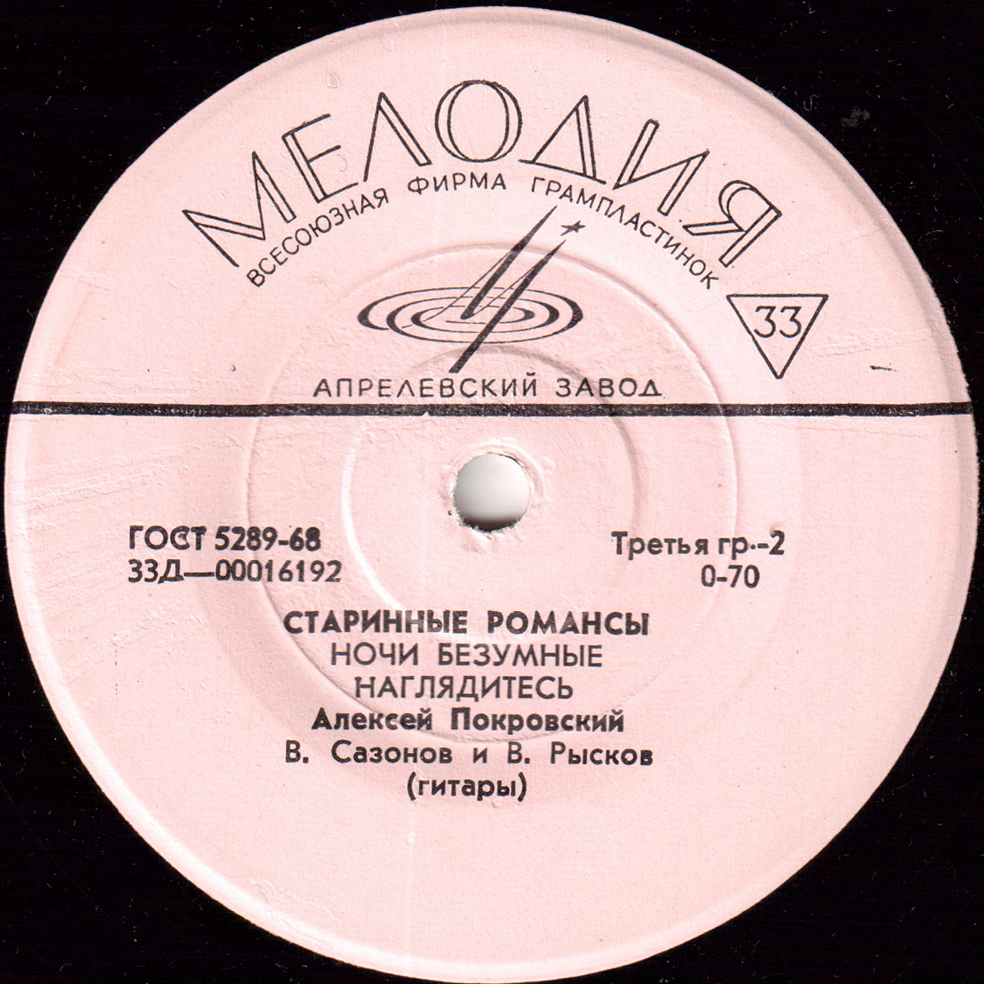 МЕЛОДИЯ
ВСЕСОЮЗНАЯ ФИРМА ГРАМПЛАСТИНОК
33
АПРЕЛЕВСКИЙ ЗАВОД
ГОСТ 5289-68
Третья гр.-2
33Д—00016192
0-70
СТАРИННЫЕ РОМАНСЫ
НОЧИ БЕЗУМНЫЕ
НАГЛЯДИТЕСЬ
Алексей Покровский
В. Сазонов и В. Рысков
(гитары)